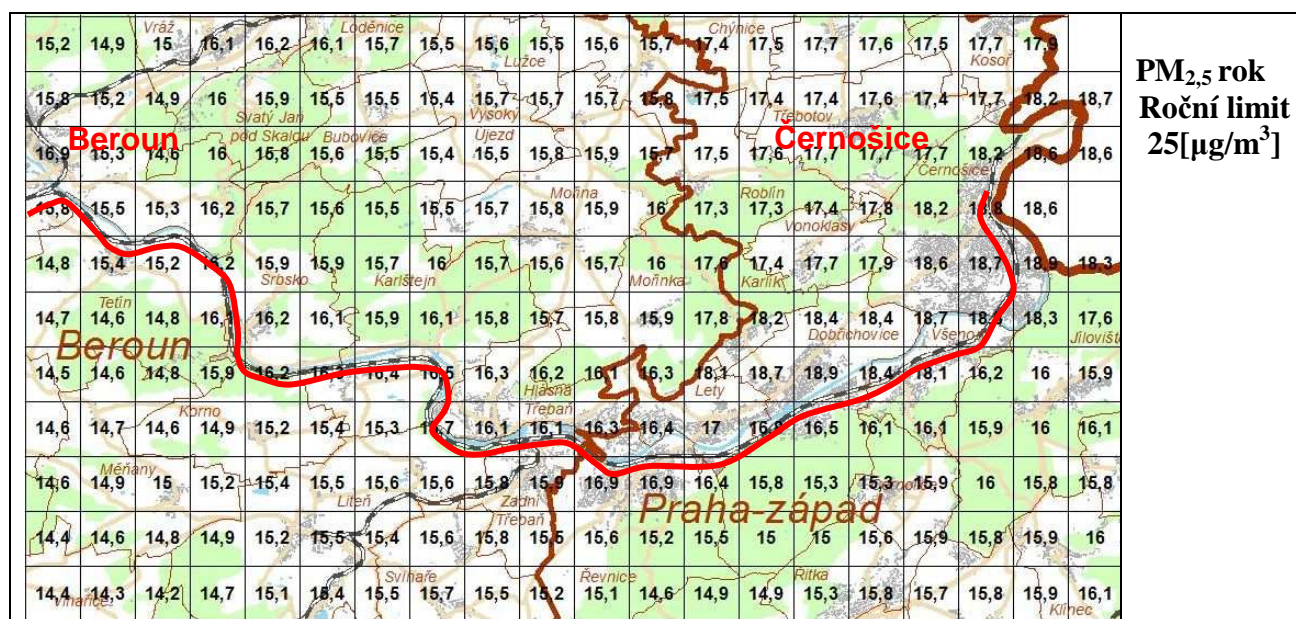 Vráž Loděnice Chýnice
15,2 14,9 15 16,1 16,2 16,1 15,7 15,5 15,6 15,5 15,6 15,7 17,4 17,5 17,7 17,6 17,5 17,7 17,9
Lužce Kosoř
PM2,5 rok
Roční limit
25[µg/m³]
15,8 15,2 14,9 16 15,9 15,5 15,5 15,4 15,7 15,7 15,7 15,8 17,5 17,4 17,4 17,6 17,4 17,7 18,2 18,7
Svatý Jan pod Skalou Bubovice Vysoký Újezd Třebotov
Beroun Černošice
16,9 15,3 14,6 16 15,8 15,6 15,5 15,4 15,5 15,8 15,9 15,7 17,5 17,6 17,7 17,7 17,7 18,2 18,6 18,6
Černošice
Mořina Roblín
15,8 15,5 15,3 16,2 15,7 15,6 15,5 15,5 15,7 15,8 15,9 16 17,3 17,3 17,4 17,8 18,2 18,8 18,6
Vonoklasy
14,8 15,4 15,2 16,2 15,9 15,9 15,7 16 15,7 15,6 15,7 16 17,6 17,4 17,7 17,9 18,6 18,7 18,9 18,3
Srbsko Karlštejn Mořinka Karlík
Tetín
14,7 14,6 14,8 16,2 16,1 15,9 16,1 15,8 15,7 15,8 15,9 17,8 18,2 18,4 18,4 18,7 18,3 17,6
Beroun Dobřichovice Jíloviště
14,5 14,6 14,8 15,9 16,2 16,3 16,4 16,5 16,3 16,2 16,1 16,3 18,1 18,7 18,9 18,4 18,1 16,2 16 15,9
Korno Hlásná Třebaň Lety
14,6 14,7 14,6 14,9 15,2 15,4 15,3 16,1 16,1 16,3 16,4 17 16,8 16,5 16,1 16,1 15,9 16 16,1
Měňany
14,6 14,9 15 15,2 15,4 15,5 15,6 15,6 15,8 15,9 16,9 16,9 16,4 15,8 15,3 15,3 15,9 16 15,8 15,8
Liteň Zadní Třebaň Praha-západ
14,4 14,6 14,8 14,9 15,2 15,5 15,4 15,6 15,8 15,5 15,6 15,2 15,5 15 15 15,6 15,9 15,8 15,9 16
Svinaře Řevnice Řitka
14,4 14,3 14,2 14,7 15,1 15,4 15,5 15,7 15,5 15,2 15,1 14,6 14,9 14,9 15,3 15,8 15,7 15,8 15,9 16,1
Vinařice Klínec